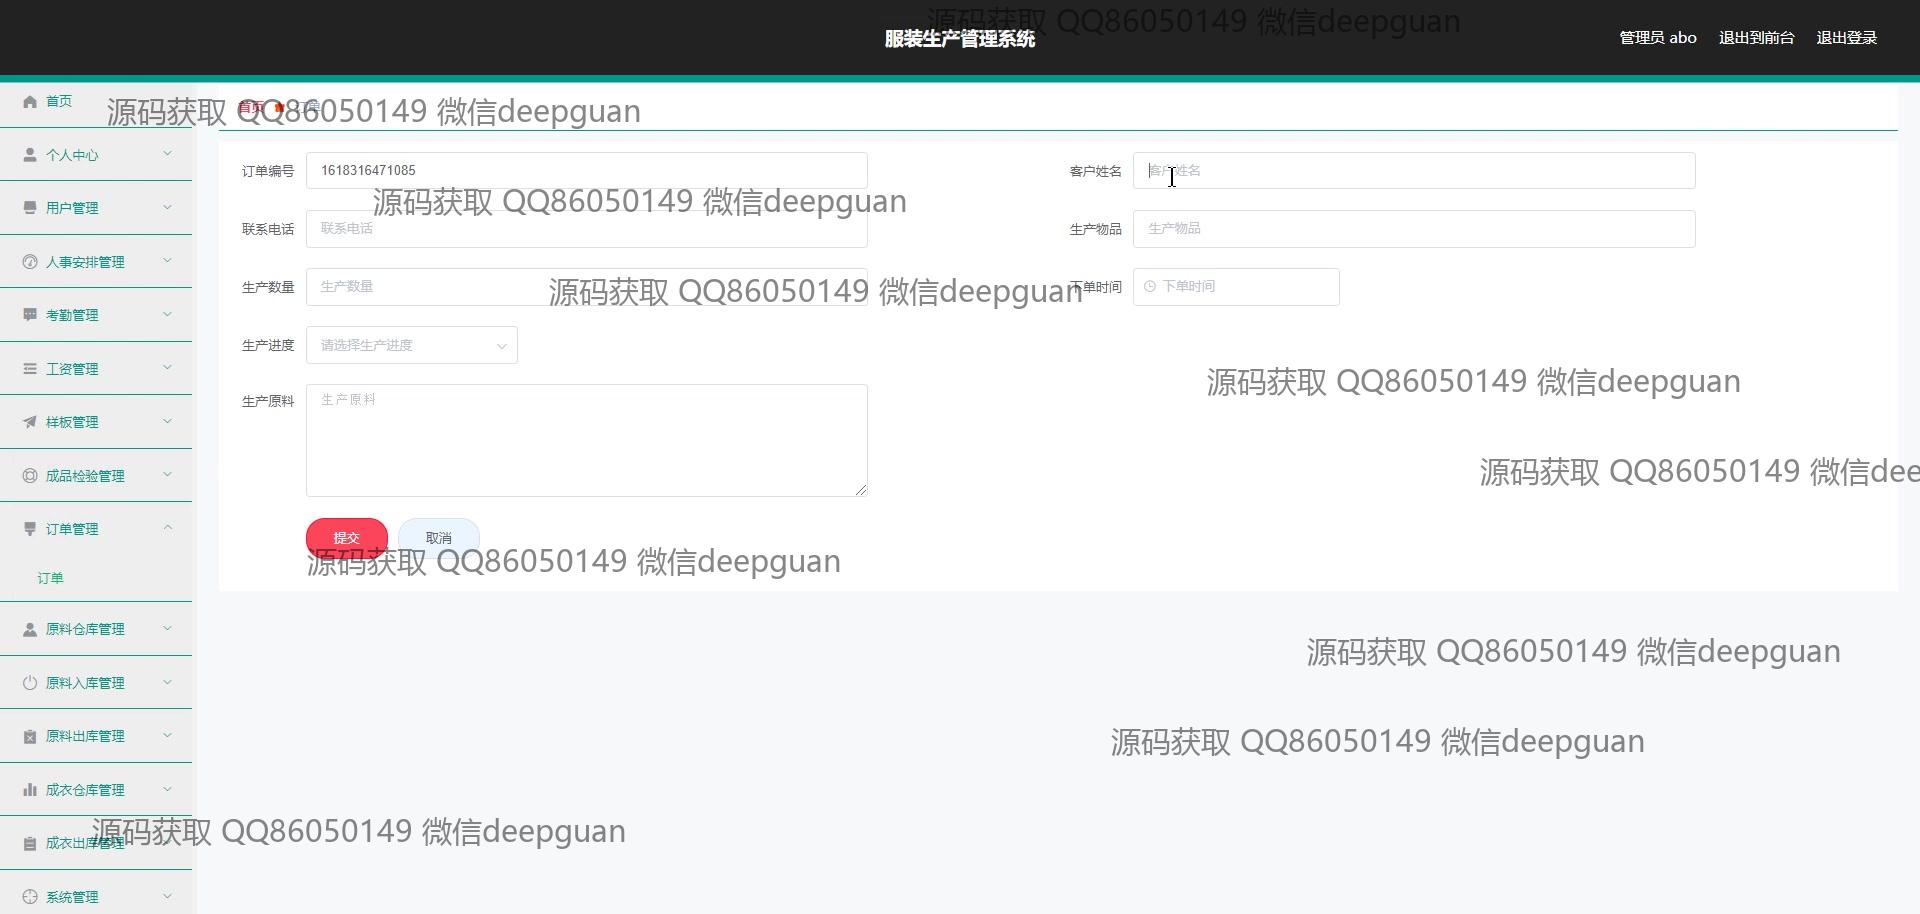 源码获取 QQ86050149 微信deepguan
服装生产管理系统
管理员 abo
退出到前台
退出登录
首页
源码获取 QQ86050149 微信deepguan
首页
订单
个人中心
用户管理
人事安排管理
考勤管理
工资管理
样板管理
成品检验管理
订单管理
订单
原料仓库管理
原料入库管理
原料出库管理
成衣仓库管理
成衣出库管理
系统管理
订单编号
1618316471085
客户姓名
客户姓名
源码获取 QQ86050149 微信deepguan
联系电话
联系电话
生产物品
生产物品
生产数量
生产数量
源码获取 QQ86050149 微信deepguan
下单时间
下单时间
生产进度
请选择生产进度
源码获取 QQ86050149 微信deepguan
生产原料
生产原料
源码获取 QQ86050149 微信dee
提交
取消
源码获取 QQ86050149 微信deepguan
源码获取 QQ86050149 微信deepguan
源码获取 QQ86050149 微信deepguan
源码获取 QQ86050149 微信deepguan